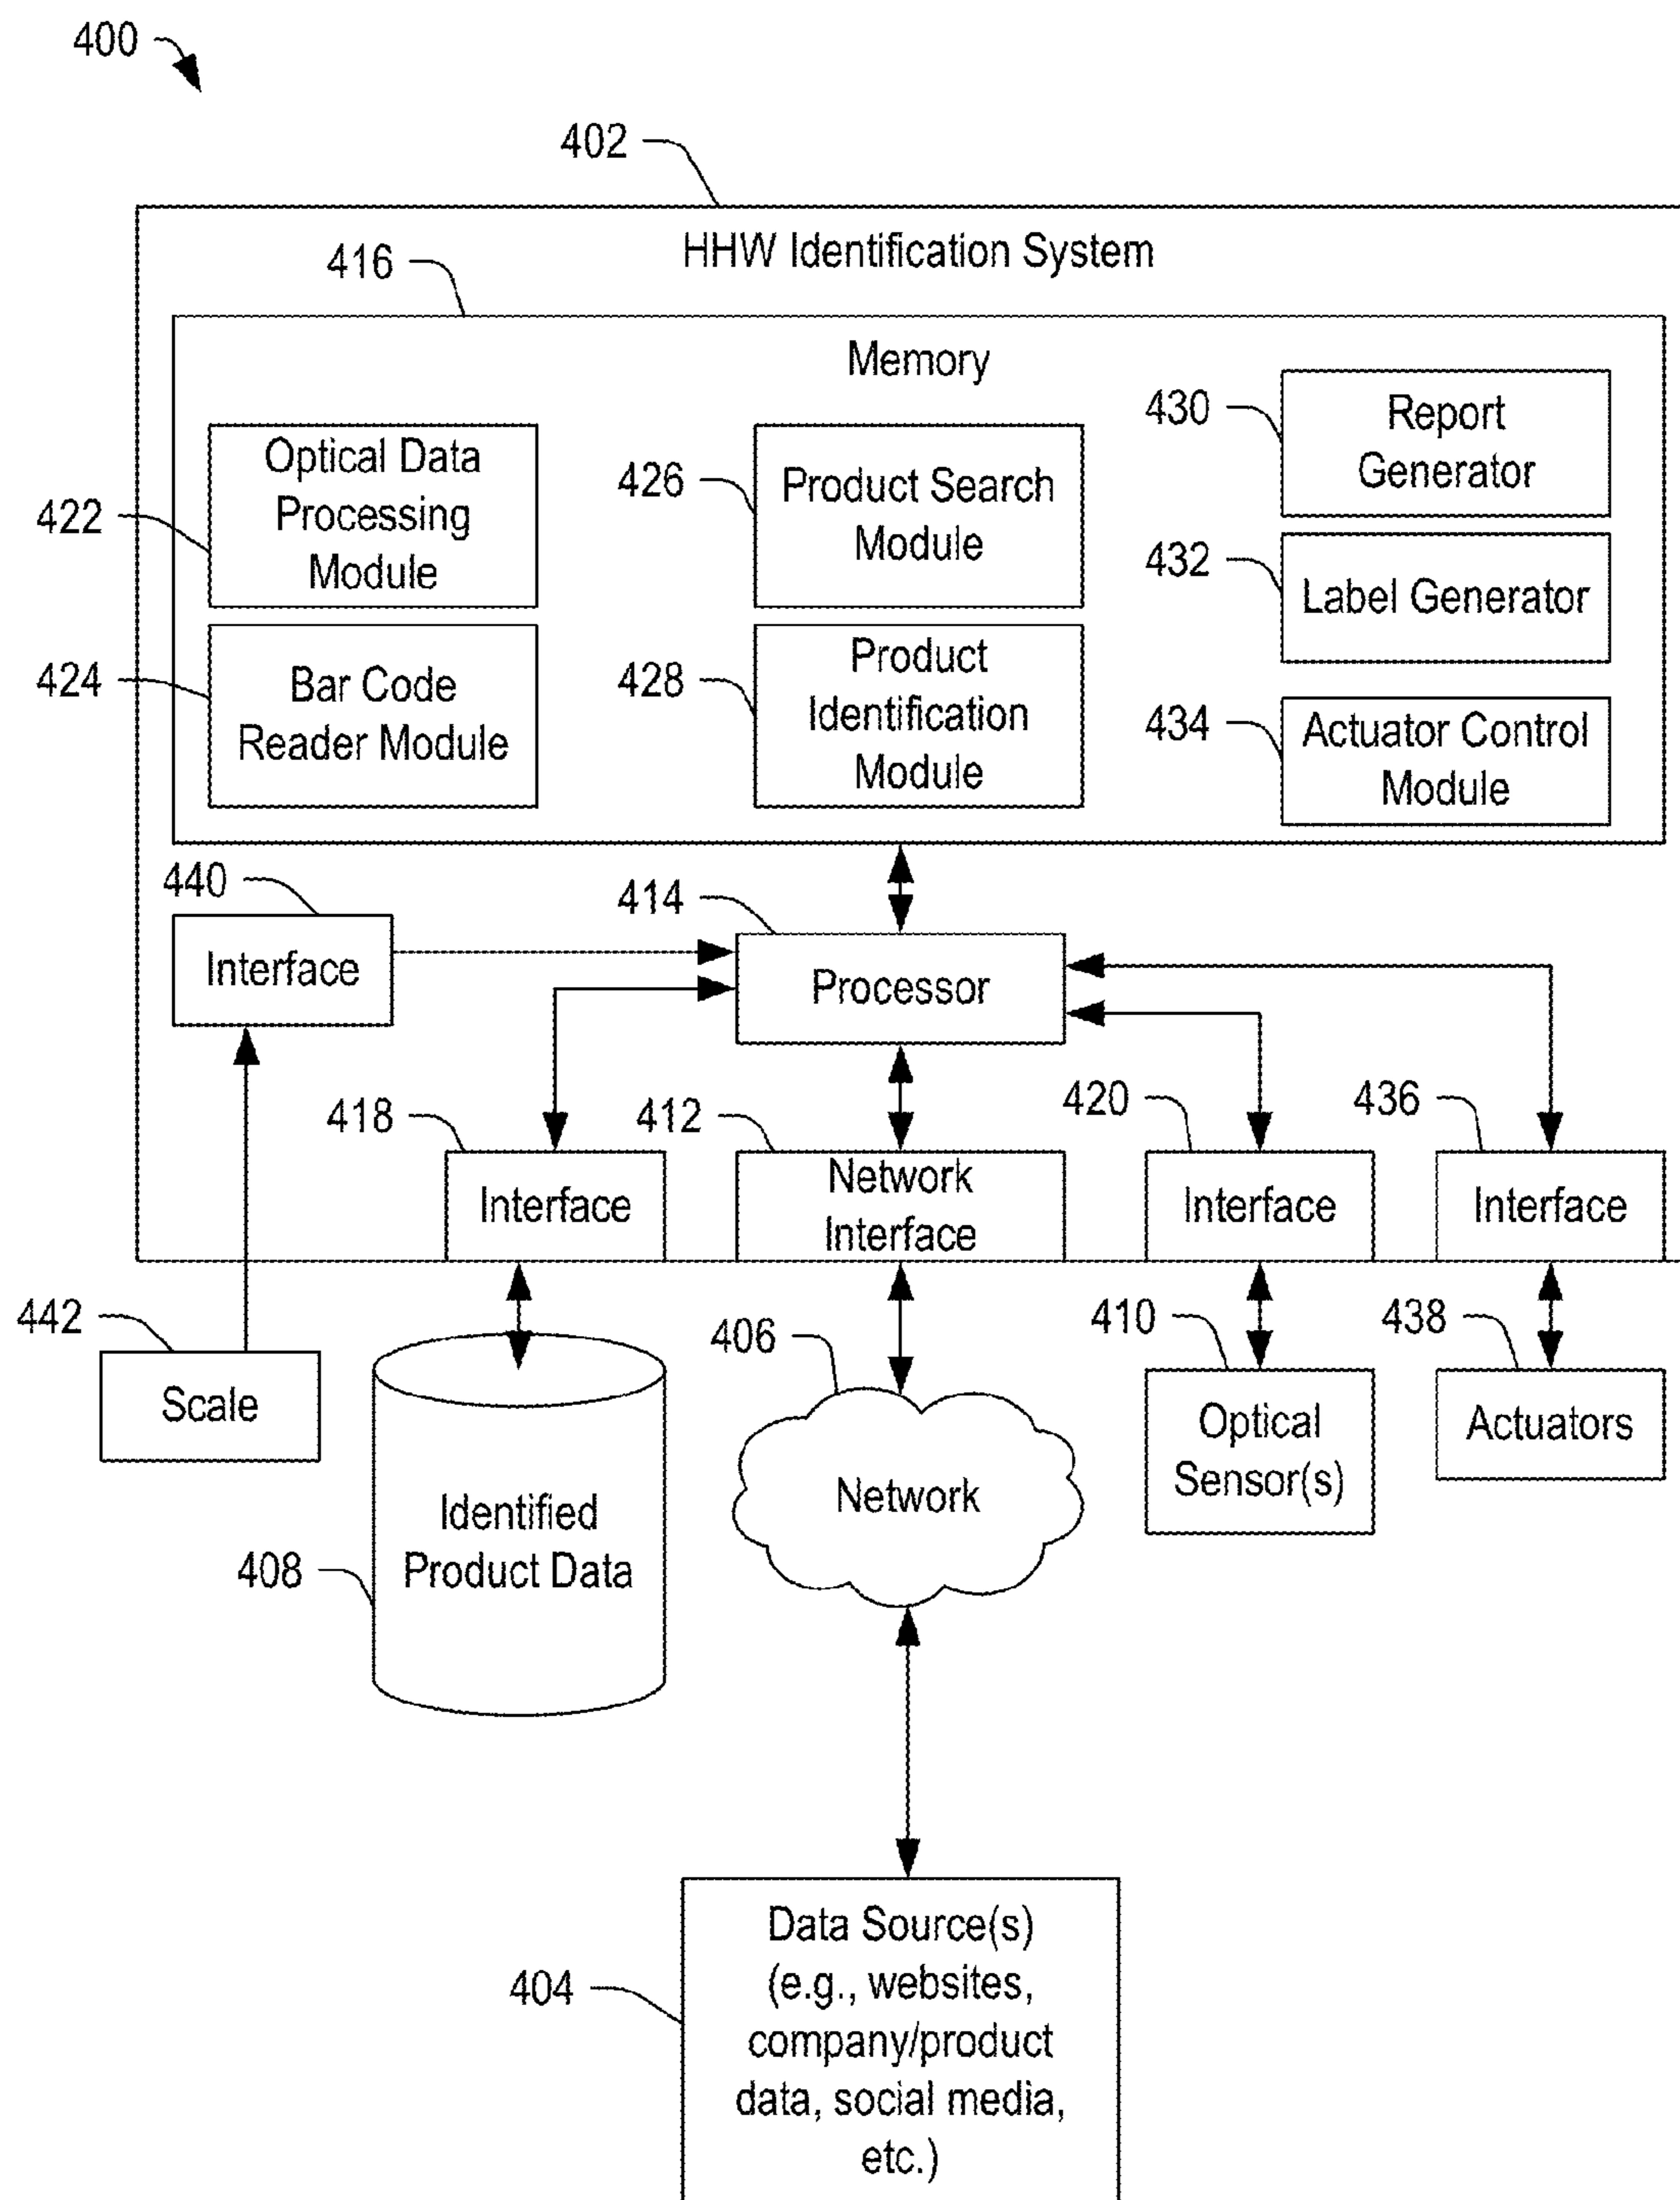 400
402
HHW Identification System
416
Memory
430
Report
Generator
Optical Data
Processing
Module
422
426
Product Search
Module
432
Label Generator
424
Bar Code
Reader Module
428
Product
Identification
Module
434
Actuator Control
Module
440
Interface
414
Processor
418
Interface
412
Network
Interface
420
Interface
436
Interface
442
Scale
408
Identified
Product Data
406
Network
410
Optical
Sensor(s)
438
Actuators
404
Data Source(s)
(e.g., websites,
company/product
data, social media,
etc.)